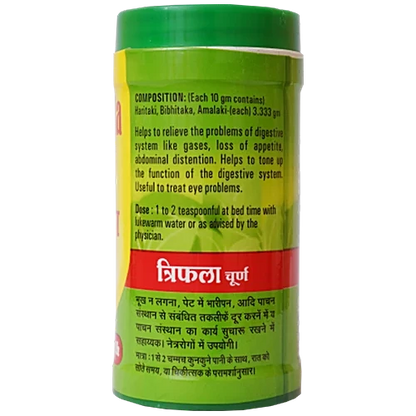 COMPOSITION: (Each 10 gm contains)
Haritaki, Bibhitaka, Amalaki-(each) 3.333 gm
Helps to relieve the problems of digestive
system like gases, loss of appetite,
abdominal distention. Helps to tone up
the function of the digestive system.
Useful to treat eye problems.
Dose : 1 to 2 teaspoonful at bed time with
lukewarm water or as advised by the
physician.
त्रिफला चूर्ण
भूख न लगना, पेट में भारीपन, आदि पाचन
संस्थान से संबंधित तकलीफें दूर करनें में य
पाचन संस्थान का कार्य सुचारू रखने में
सहाय्यक। नेत्ररोगों में उपयोगी।
मात्रा : 1 से 2 चम्मच कुनकुने पानी के साथ, रात को
सोते समय, या चिकित्सक के परामर्शानुसार।